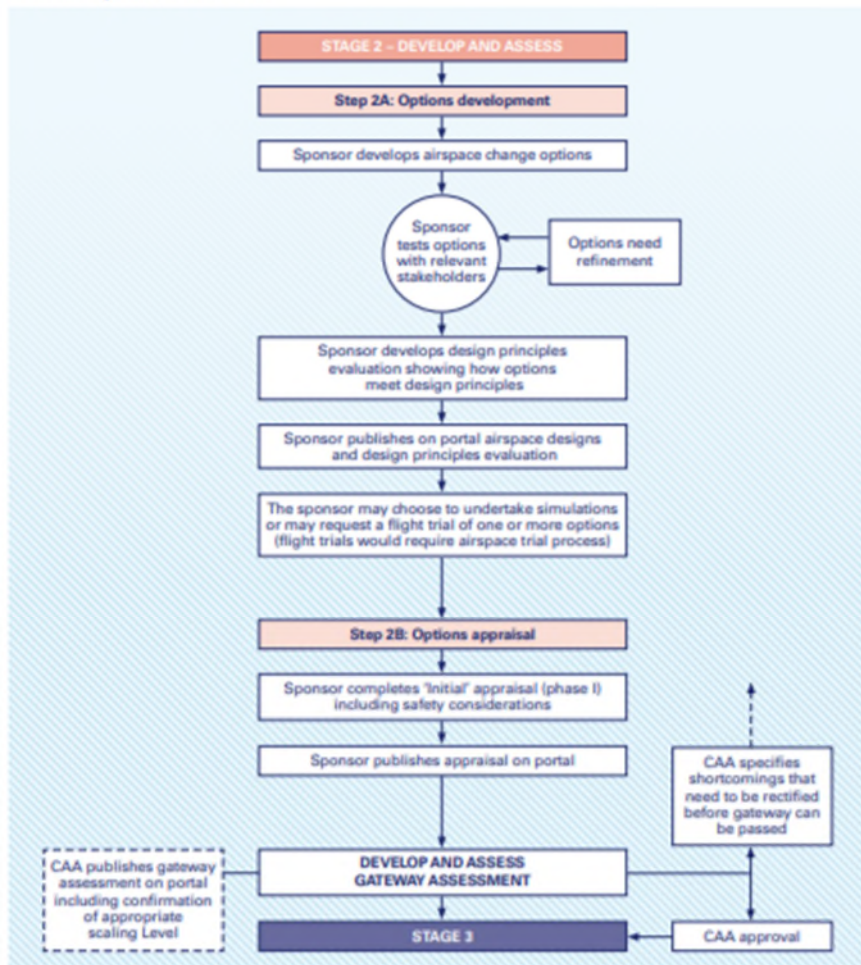 STAGE 2 – DEVELOP AND ASSESS
Step 2A: Options development
Sponsor develops airspace change options
Sponsor
tests options
with relevant
stakeholders
Options need
refinement
Sponsor develops design principles
evaluation showing how options
meet design principles
Sponsor publishes on portal airspace designs
and design principles evaluation
The sponsor may choose to undertake simulations
or may request a flight trial of one or more options
(flight trials would require airspace trial process)
Step 2B: Options appraisal
Sponsor completes ‘Initial’ appraisal (phase I)
including safety considerations
Sponsor publishes appraisal on portal
CAA specifies
shortcomings that
need to be rectified
before gateway can
be passed
CAA publishes gateway
assessment on portal
including confirmation
of appropriate
scaling Level
DEVELOP AND ASSESS
GATEWAY ASSESSMENT
STAGE 3
CAA approval